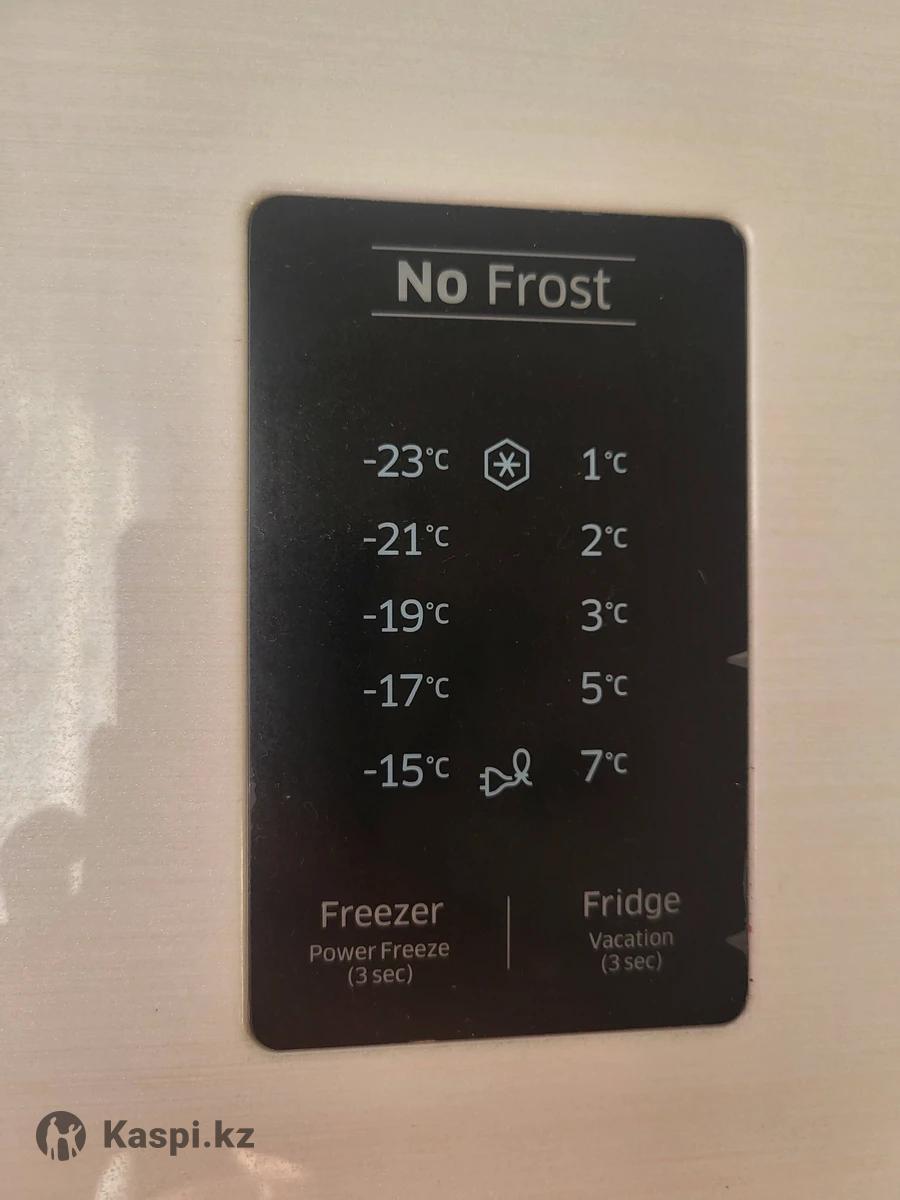 No Frost
-23°C 1°C
-21°C 2°C
-19°C 3°C
-17°C 5°C
-15°C 7°C
Freezer
Power Freeze
(3 sec)
Fridge
Vacation
(3 sec)
Kaspi.kz